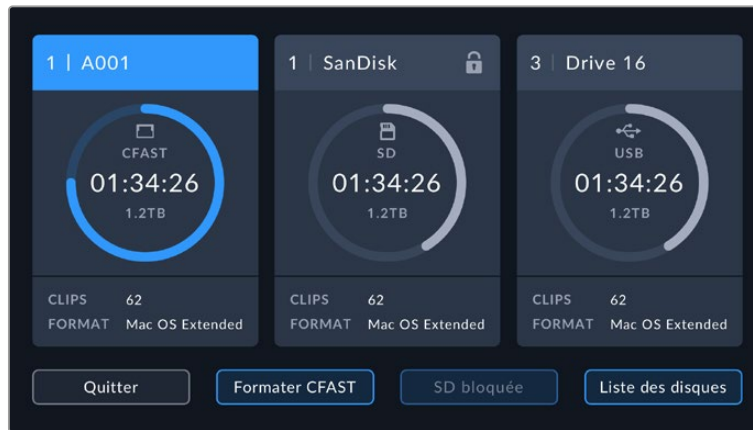 1 | A001
CFAST
01:34:26
1.2TB
CLIPS 62
FORMAT Mac OS Extended
1 | SanDisk
SD
01:34:26
1.2TB
CLIPS 62
FORMAT Mac OS Extended
3 | Drive 16
USB
01:34:26
1.2TB
CLIPS 62
FORMAT Mac OS Extended
Quitter
Formater CFAST
SD bloquée
Liste des disques